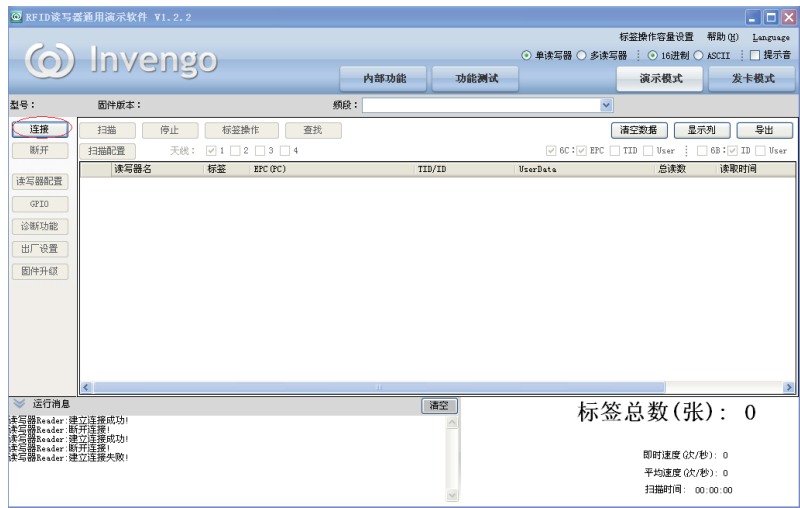 RFID读写器通用演示软件 V1.2.2
标签操作容量设置 帮助(H) Language
Invengo
单读写器 多读写器 16进制 ASCII 提示音
内部功能 功能测试 演示模式 发卡模式
型号： 固件版本： 频段：
连接 扫描 停止 标签操作 查找 清空数据 显示列 导出
断开 扫描配置 天线： 1 2 3 4 6C: EPC TID User 6B: ID User
读写器名 标签 EPC(PC) TID/ID UserData 总读数 读取时间
读写器配置
GPIO
诊断功能
出厂设置
固件升级
运行消息 清空
读写器Reader:建立连接成功!
读写器Reader:断开连接!
读写器Reader:建立连接成功!
读写器Reader:断开连接!
读写器Reader:建立连接失败!
标签总数(张): 0
即时速度(次/秒): 0
平均速度(次/秒): 0
扫描时间: 00:00:00